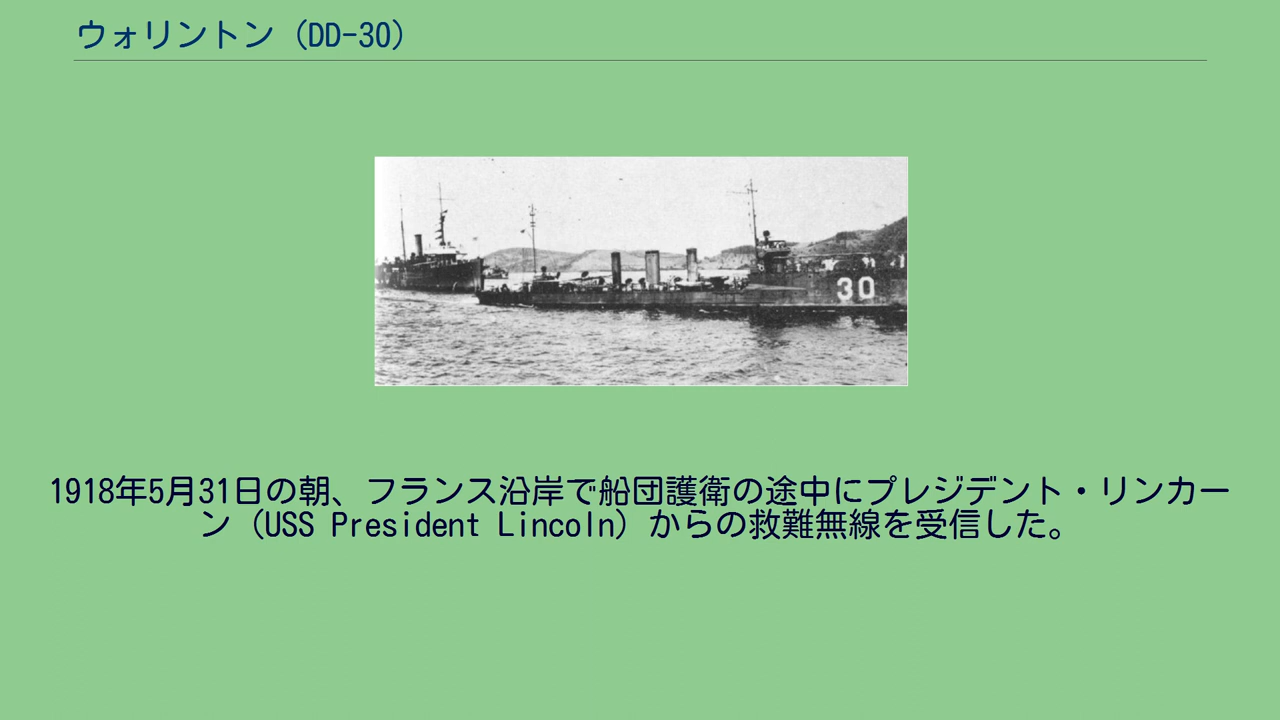 ウォリントン（DD-30）
30
1918年5月31日の朝、フランス沿岸で船団護衛の途中にプレジデント・リンカー
ン（USS President Lincoln）からの救難無線を受信した。